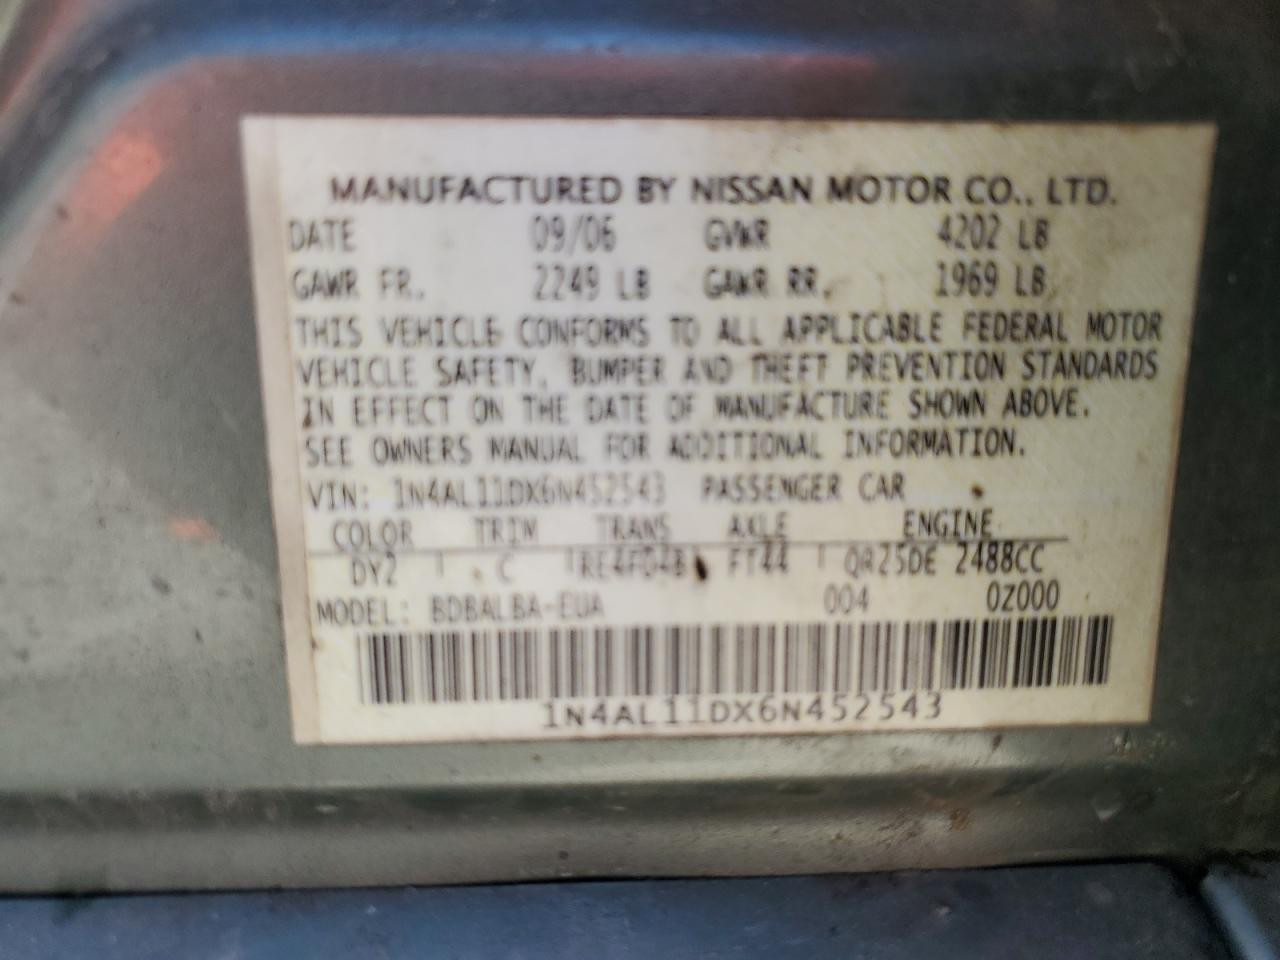 MANUFACTURED BY NISSAN MOTOR CO., LTD.
DATE 09/06 GVWR 4202 LB
GAWR FR. 2249 LB GAWR RR. 1969 LB
THIS VEHICLE CONFORMS TO ALL APPLICABLE FEDERAL MOTOR
VEHICLE SAFETY, BUMPER AND THEFT PREVENTION STANDARDS
IN EFFECT ON THE DATE OF MANUFACTURE SHOWN ABOVE.
SEE OWNERS MANUAL FOR ADDITIONAL INFORMATION.
VIN: 1N4AL11DX6N452543 PASSENGER CAR
COLOR TRIM TRANS AXLE ENGINE
DY2 C RE4F04B FT44 QR25DE 2488CC
MODEL: BDBALBA-EUA 004 0Z000
1N4AL11DX6N452543